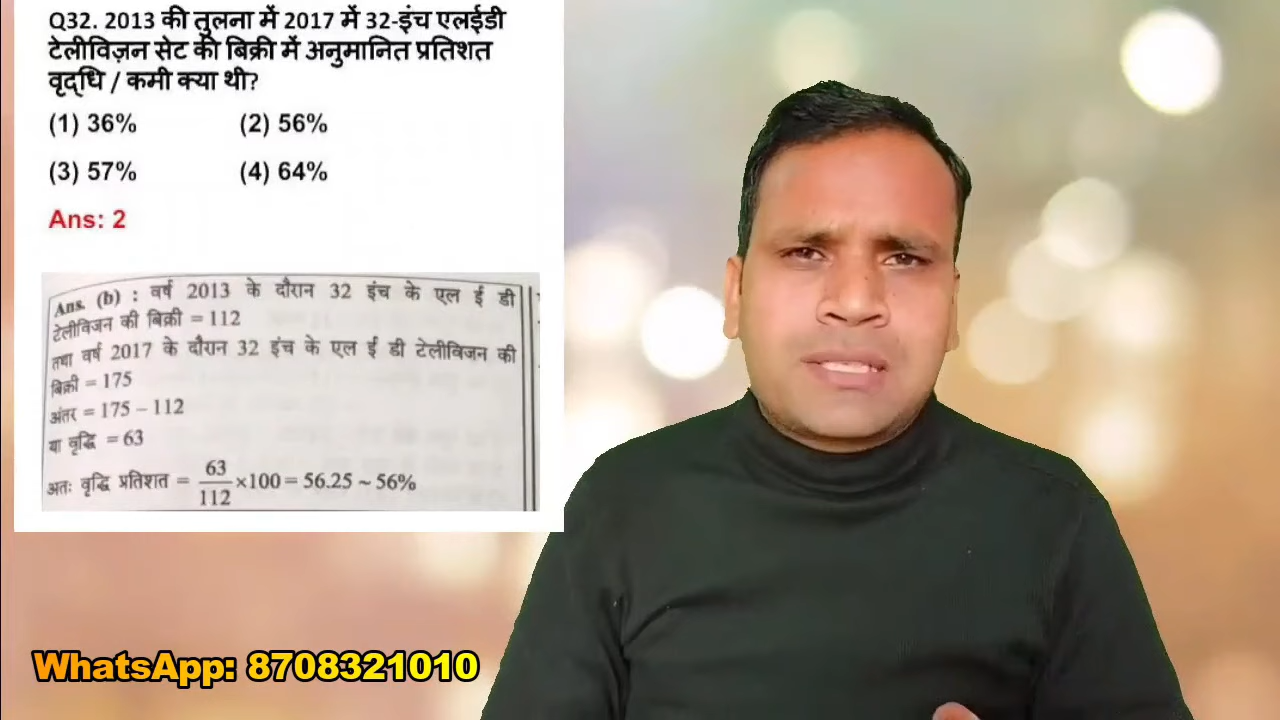 Q32. 2013 की तुलना में 2017 में 32-इंच एलईडी
टेलीविज़न सेट की बिक्री में अनुमानित प्रतिशत
वृद्धि / कमी क्या थी?
(1) 36% (2) 56%
(3) 57% (4) 64%
Ans: 2
Ans. (b) : वर्ष 2013 के दौरान 32 इंच के एल ई डी
टेलीविजन की बिक्री = 112
तथा वर्ष 2017 के दौरान 32 इंच के एल ई डी टेलीविजन की
बिक्री = 175
अंतर = 175 – 112
या वृद्धि = 63
अतः वृद्धि प्रतिशत = 63/112 ×100 = 56.25 ~ 56%
WhatsApp: 8708321010